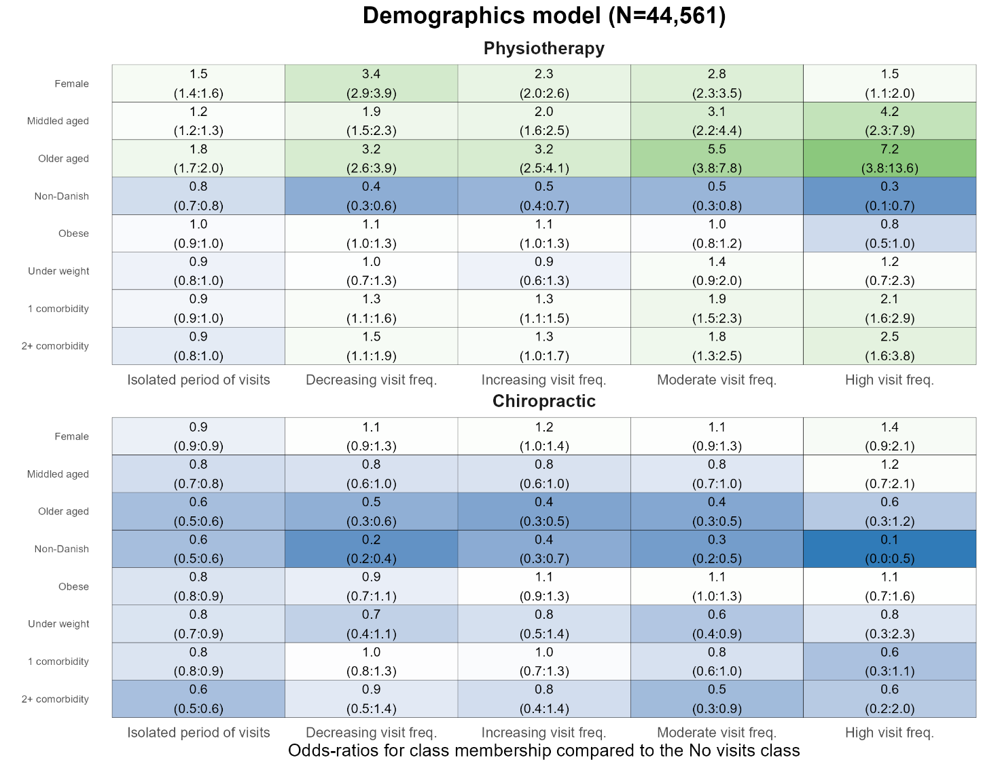 Demographics model (N=44,561)
Physiotherapy
Female
1.5 3.4 2.3 2.8 1.5
(1.4:1.6) (2.9:3.9) (2.0:2.6) (2.3:3.5) (1.1:2.0)
Middled aged
1.2 1.9 2.0 3.1 4.2
(1.2:1.3) (1.5:2.3) (1.6:2.5) (2.2:4.4) (2.3:7.9)
Older aged
1.8 3.2 3.2 5.5 7.2
(1.7:2.0) (2.6:3.9) (2.5:4.1) (3.8:7.8) (3.8:13.6)
Non-Danish
0.8 0.4 0.5 0.5 0.3
(0.7:0.8) (0.3:0.6) (0.4:0.7) (0.3:0.8) (0.1:0.7)
Obese
1.0 1.1 1.1 1.0 0.8
(0.9:1.0) (1.0:1.3) (1.0:1.3) (0.8:1.2) (0.5:1.0)
Under weight
0.9 1.0 0.9 1.4 1.2
(0.8:1.0) (0.7:1.3) (0.6:1.3) (0.9:2.0) (0.7:2.3)
1 comorbidity
0.9 1.3 1.3 1.9 2.1
(0.9:1.0) (1.1:1.6) (1.1:1.5) (1.5:2.3) (1.6:2.9)
2+ comorbidity
0.9 1.5 1.3 1.8 2.5
(0.8:1.0) (1.1:1.9) (1.0:1.7) (1.3:2.5) (1.6:3.8)
Isolated period of visits Decreasing visit freq. Increasing visit freq. Moderate visit freq. High visit freq.
Chiropractic
Female
0.9 1.1 1.2 1.1 1.4
(0.9:0.9) (0.9:1.3) (1.0:1.4) (0.9:1.3) (0.9:2.1)
Middled aged
0.8 0.8 0.8 0.8 1.2
(0.7:0.8) (0.6:1.0) (0.6:1.0) (0.7:1.0) (0.7:2.1)
Older aged
0.6 0.5 0.4 0.4 0.6
(0.5:0.6) (0.3:0.6) (0.3:0.5) (0.3:0.5) (0.3:1.2)
Non-Danish
0.6 0.2 0.4 0.3 0.1
(0.5:0.6) (0.2:0.4) (0.3:0.7) (0.2:0.5) (0.0:0.5)
Obese
0.8 0.9 1.1 1.1 1.1
(0.8:0.9) (0.7:1.1) (0.9:1.3) (1.0:1.3) (0.7:1.6)
Under weight
0.8 0.7 0.8 0.6 0.8
(0.7:0.9) (0.4:1.1) (0.5:1.4) (0.4:0.9) (0.3:2.3)
1 comorbidity
0.8 1.0 1.0 0.8 0.6
(0.8:0.9) (0.8:1.3) (0.7:1.3) (0.6:1.0) (0.3:1.1)
2+ comorbidity
0.6 0.9 0.8 0.5 0.6
(0.5:0.6) (0.5:1.4) (0.4:1.4) (0.3:0.9) (0.2:2.0)
Isolated period of visits Decreasing visit freq. Increasing visit freq. Moderate visit freq. High visit freq.
Odds-ratios for class membership compared to the No visits class